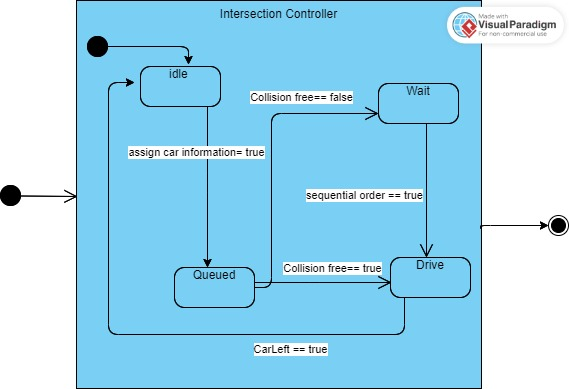 Intersection Controller
Made with
Visual Paradigm
For non-commercial use
idle
Wait
Collision free== false
assign car information= true
sequential order == true
Queued
Collision free== true
Drive
CarLeft == true